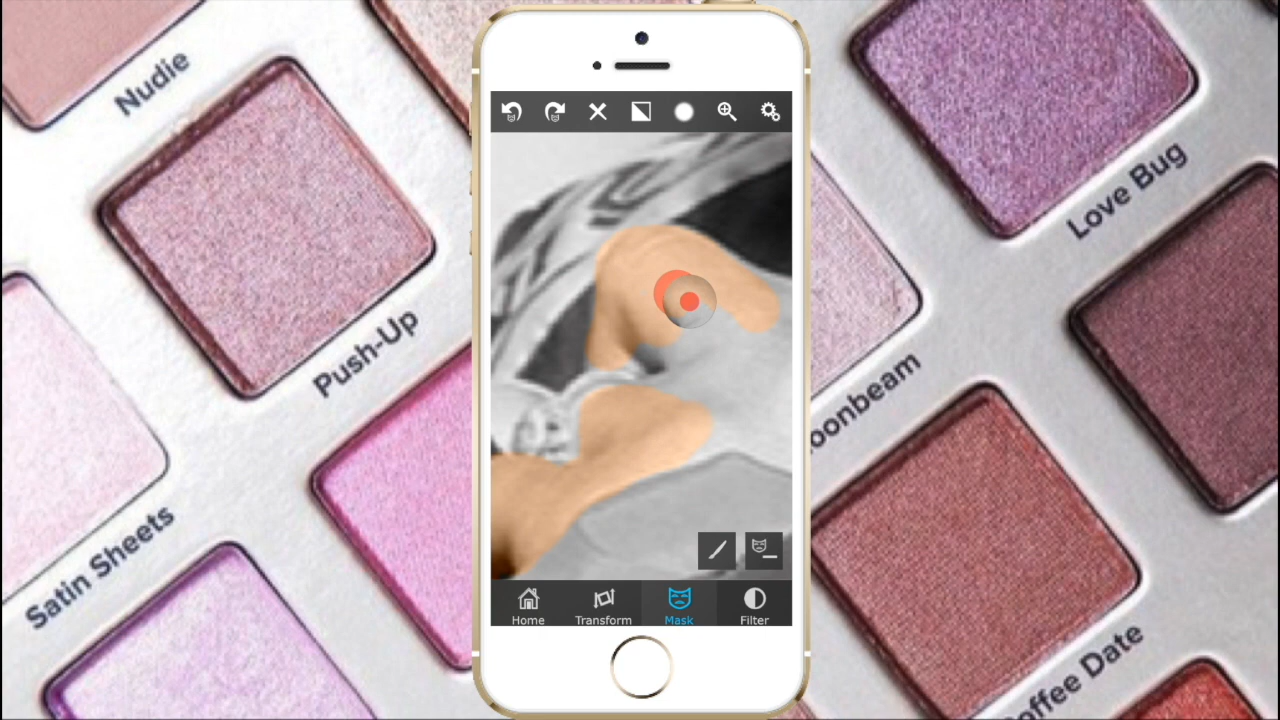 Nudie
Push-Up
Satin Sheets
Love Bug
oonbeam
offee Date
Home
Transform
Mask
Filter